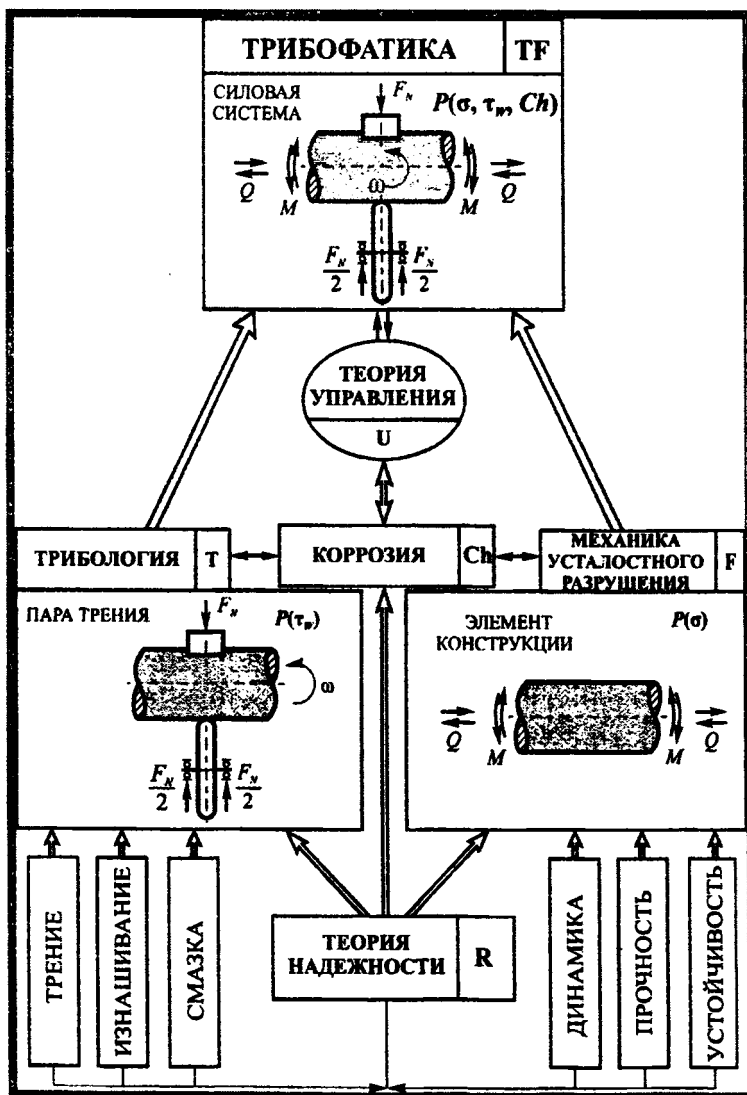 ТРИБОФАТИКА TF
СИЛОВАЯ
СИСТЕМА
F_N
P(σ, τ_w, Ch)
Q M ω M Q
F_N/2 F_N/2
ТЕОРИЯ
УПРАВЛЕНИЯ
U
ТРИБОЛОГИЯ T
КОРРОЗИЯ Ch
МЕХАНИКА
УСТАЛОСТНОГО
РАЗРУШЕНИЯ F
ПАРА ТРЕНИЯ
F_N
P(τ_w)
ω
F_N/2 F_N/2
ЭЛЕМЕНТ
КОНСТРУКЦИИ
P(σ)
Q M M Q
ТРЕНИЕ
ИЗНАШИВАНИЕ
СМАЗКА
ТЕОРИЯ
НАДЕЖНОСТИ R
ДИНАМИКА
ПРОЧНОСТЬ
УСТОЙЧИВОСТЬ